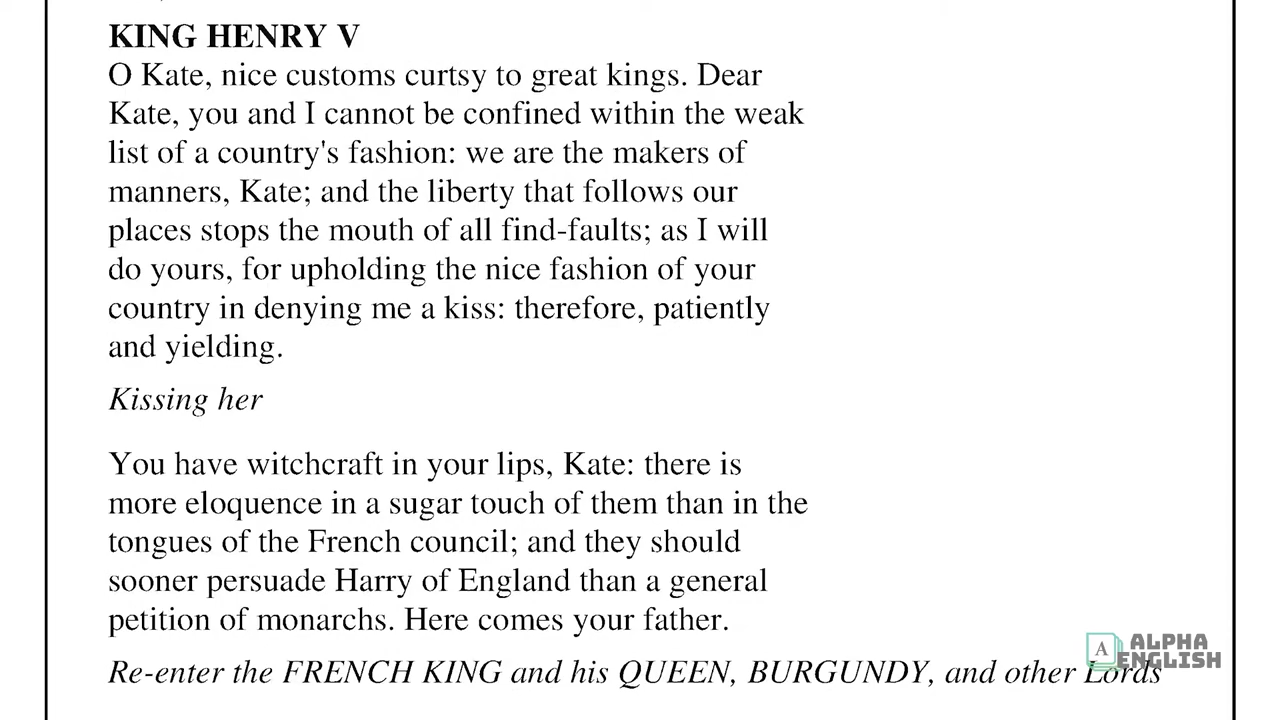 KING HENRY V
O Kate, nice customs curtsy to great kings. Dear
Kate, you and I cannot be confined within the weak
list of a country's fashion: we are the makers of
manners, Kate; and the liberty that follows our
places stops the mouth of all find-faults; as I will
do yours, for upholding the nice fashion of your
country in denying me a kiss: therefore, patiently
and yielding.
Kissing her
You have witchcraft in your lips, Kate: there is
more eloquence in a sugar touch of them than in the
tongues of the French council; and they should
sooner persuade Harry of England than a general
petition of monarchs. Here comes your father.
Re-enter the FRENCH KING and his QUEEN, BURGUNDY, and other Lords
A ALPHA
ENGLISH